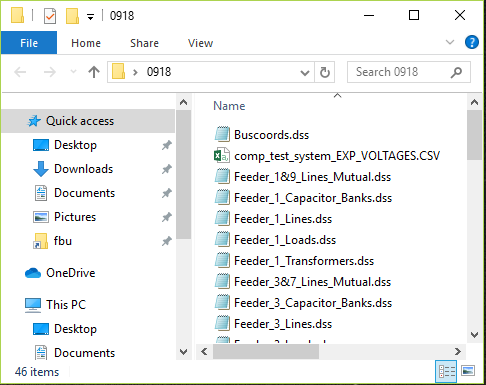 0918
File
Home
Share
View
0918
Search 0918
Name
Quick access
Desktop
Downloads
Documents
Pictures
fbu
OneDrive
This PC
Desktop
Documents
Buscoords.dss
comp_test_system_EXP_VOLTAGES.CSV
Feeder_1&9_Lines_Mutual.dss
Feeder_1_Capacitor_Banks.dss
Feeder_1_Lines.dss
Feeder_1_Loads.dss
Feeder_1_Transformers.dss
Feeder_3&7_Lines_Mutual.dss
Feeder_3_Capacitor_Banks.dss
Feeder_3_Lines.dss
46 items